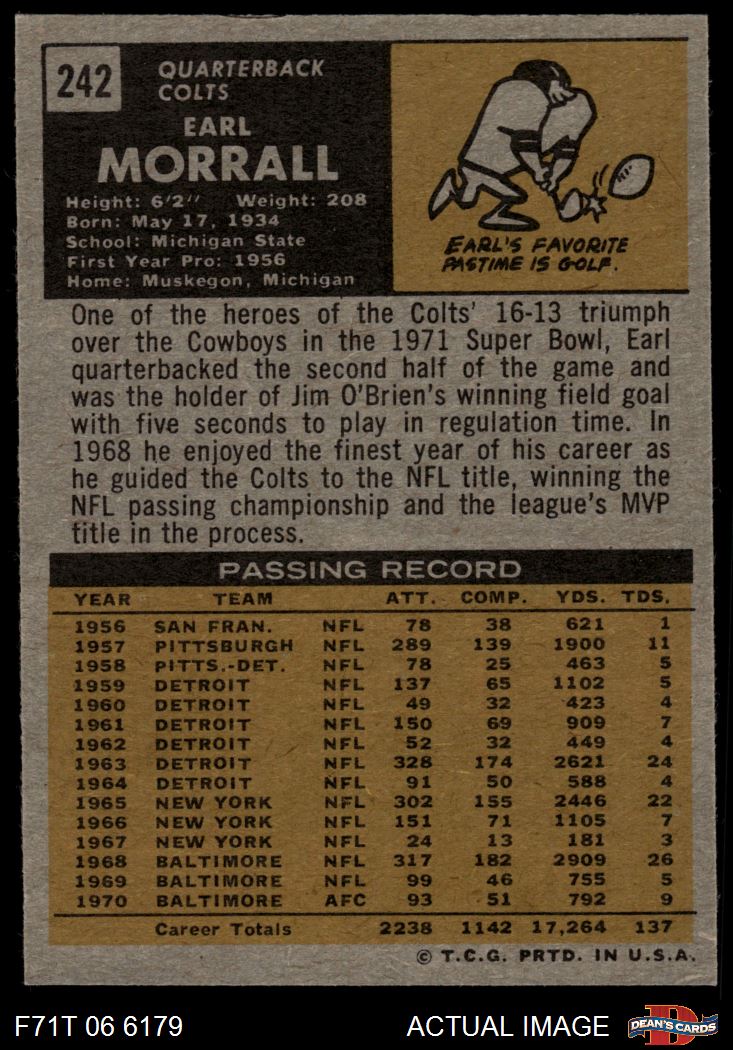 242
QUARTERBACK
COLTS
EARL
MORRALL
Height: 6'2" Weight: 208
Born: May 17, 1934
School: Michigan State
First Year Pro: 1956
Home: Muskegon, Michigan
EARL'S FAVORITE
PASTIME IS GOLF.
One of the heroes of the Colts' 16-13 triumph
over the Cowboys in the 1971 Super Bowl, Earl
quarterbacked the second half of the game and
was the holder of Jim O'Brien's winning field goal
with five seconds to play in regulation time. In
1968 he enjoyed the finest year of his career as
he guided the Colts to the NFL title, winning the
NFL passing championship and the league's MVP
title in the process.
PASSING RECORD
YEAR TEAM ATT. COMP. YDS. TDS.
1956 SAN FRAN. NFL 78 38 621 1
1957 PITTSBURGH NFL 289 139 1900 11
1958 PITTS.-DET. NFL 78 25 463 5
1959 DETROIT NFL 137 65 1102 5
1960 DETROIT NFL 49 32 423 4
1961 DETROIT NFL 150 69 909 7
1962 DETROIT NFL 52 32 449 4
1963 DETROIT NFL 328 174 2621 24
1964 DETROIT NFL 91 50 588 4
1965 NEW YORK NFL 302 155 2446 22
1966 NEW YORK NFL 151 71 1105 7
1967 NEW YORK NFL 24 13 181 3
1968 BALTIMORE NFL 317 182 2909 26
1969 BALTIMORE NFL 99 46 755 5
1970 BALTIMORE AFC 93 51 792 9
Career Totals 2238 1142 17,264 137
© T.C.G. PRTD. IN U.S.A.
F71T 06 6179 ACTUAL IMAGE
D
DEAN'S CARDS